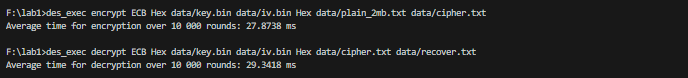 F:\lab1>des_exec encrypt ECB Hex data/key.bin data/iv.bin Hex data/plain_2mb.txt data/cipher.txt
Average time for encryption over 10 000 rounds: 27.8738 ms
F:\lab1>des_exec decrypt ECB Hex data/key.bin data/iv.bin Hex data/cipher.txt data/recover.txt
Average time for decryption over 10 000 rounds: 29.3418 ms